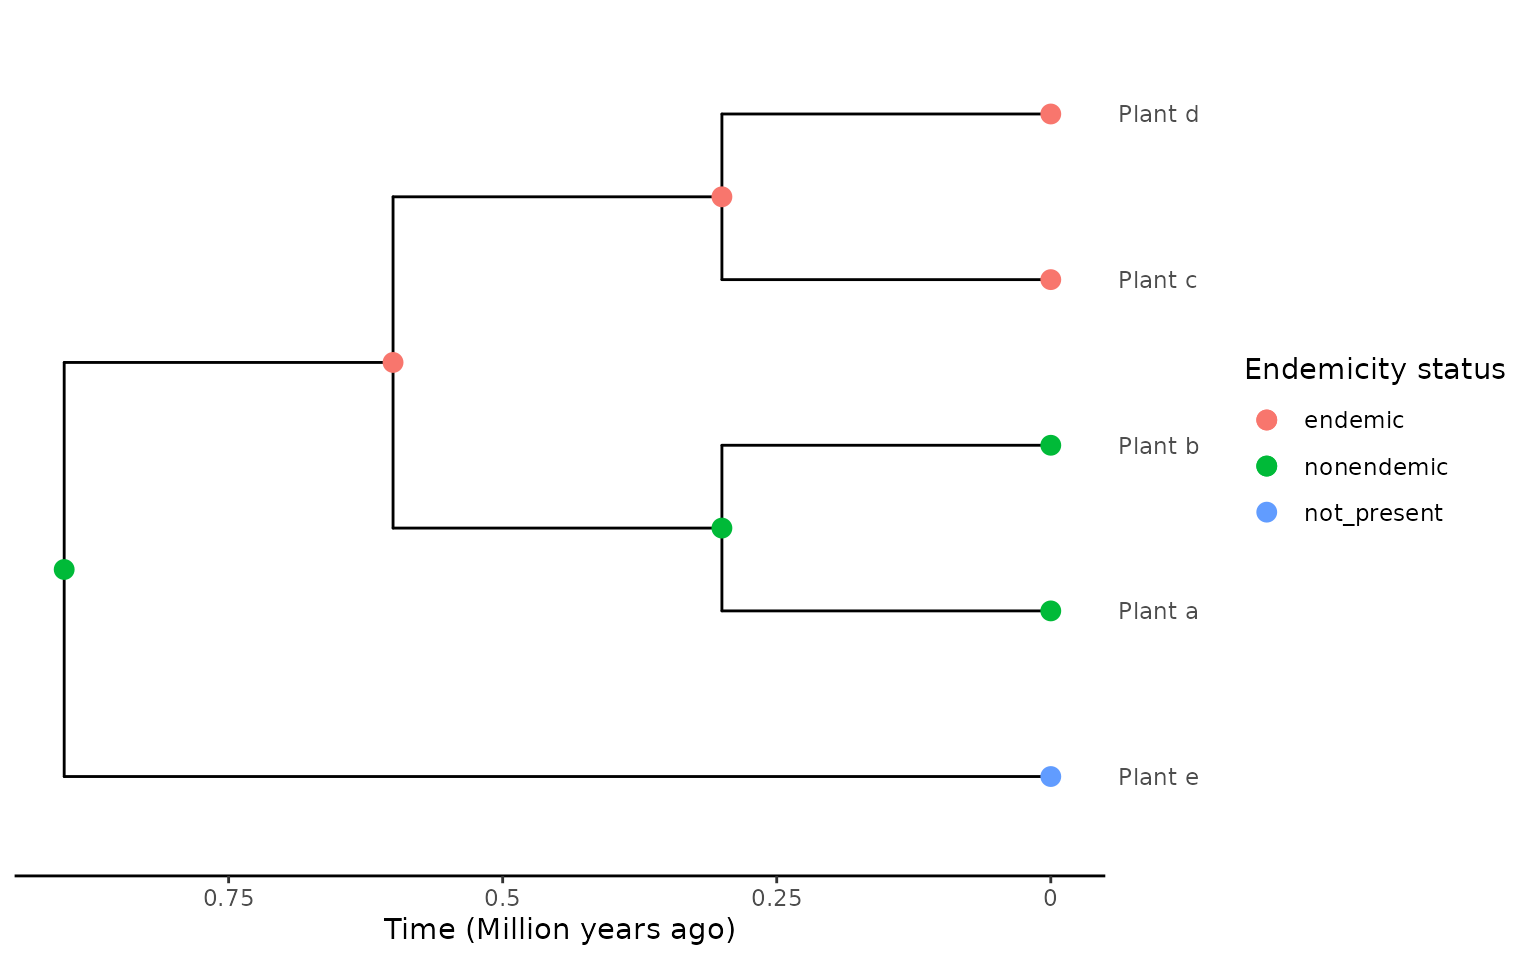 Plant d
Plant c
Plant b
Plant a
Plant e
Endemicity status
endemic
nonendemic
not_present
0.75 0.5 0.25 0
Time (Million years ago)